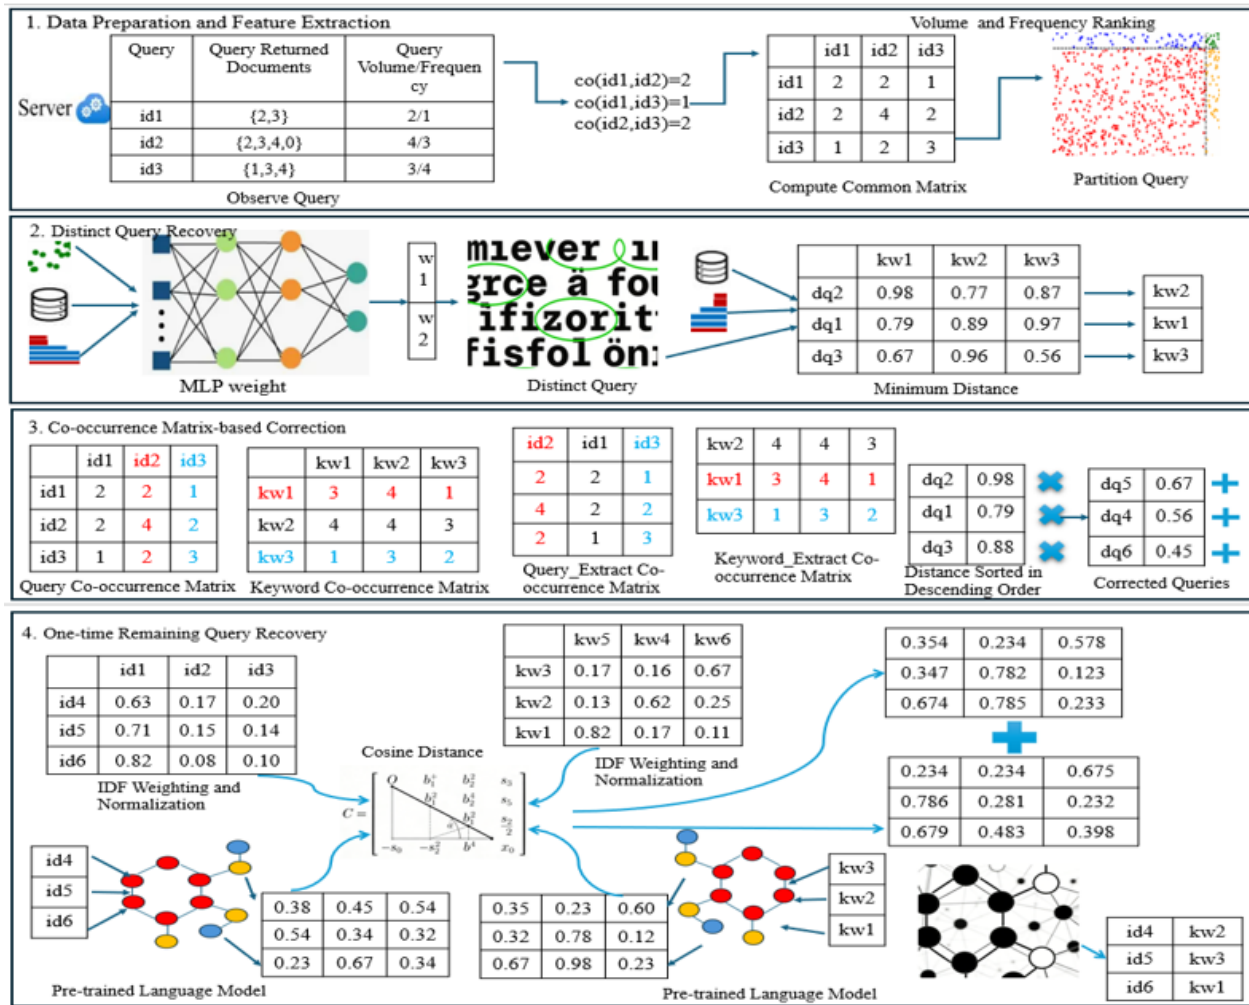 1. Data Preparation and Feature Extraction
Volume and Frequency Ranking
Server
Query Query Returned Documents Query Volume/Frequen cy
id1 {2,3} 2/1
id2 {2,3,4,0} 4/3
id3 {1,3,4} 3/4
Observe Query
co(id1,id2)=2
co(id1,id3)=1
co(id2,id3)=2
id1 id2 id3
id1 2 2 1
id2 2 4 2
id3 1 2 3
Compute Common Matrix
Partition Query
2. Distinct Query Recovery
MLP weight
w
1
w
2
miever in
grce ä fou
ifizorit
fisfol ön
Distinct Query
kw1 kw2 kw3
dq2 0.98 0.77 0.87
dq1 0.79 0.89 0.97
dq3 0.67 0.96 0.56
Minimum Distance
kw2
kw1
kw3
3. Co-occurrence Matrix-based Correction
id1 id2 id3
id1 2 2 1
id2 2 4 2
id3 1 2 3
Query Co-occurrence Matrix
kw1 kw2 kw3
kw1 3 4 1
kw2 4 4 3
kw3 1 3 2
Keyword Co-occurrence Matrix
id2 id1 id3
2 2 1
4 2 2
2 1 3
Query_Extract Co-
occurrence Matrix
kw2 4 4 3
kw1 3 4 1
kw3 1 3 2
Keyword_Extract Co-
occurrence Matrix
dq2 0.98
dq1 0.79
dq3 0.88
Distance Sorted in
Descending Order
dq5 0.67
dq4 0.56
dq6 0.45
Corrected Queries
4. One-time Remaining Query Recovery
id1 id2 id3
id4 0.63 0.17 0.20
id5 0.71 0.15 0.14
id6 0.82 0.08 0.10
IDF Weighting and
Normalization
Cosine Distance
kw5 kw4 kw6
kw3 0.17 0.16 0.67
kw2 0.13 0.62 0.25
kw1 0.82 0.17 0.11
IDF Weighting and
Normalization
0.354 0.234 0.578
0.347 0.782 0.123
0.674 0.785 0.233
0.234 0.234 0.675
0.786 0.281 0.232
0.679 0.483 0.398
C =
id4
id5
id6
0.38 0.45 0.54
0.54 0.34 0.32
0.23 0.67 0.34
Pre-trained Language Model
0.35 0.23 0.60
0.32 0.78 0.12
0.67 0.98 0.23
kw3
kw2
kw1
Pre-trained Language Model
id4 kw2
id5 kw3
id6 kw1